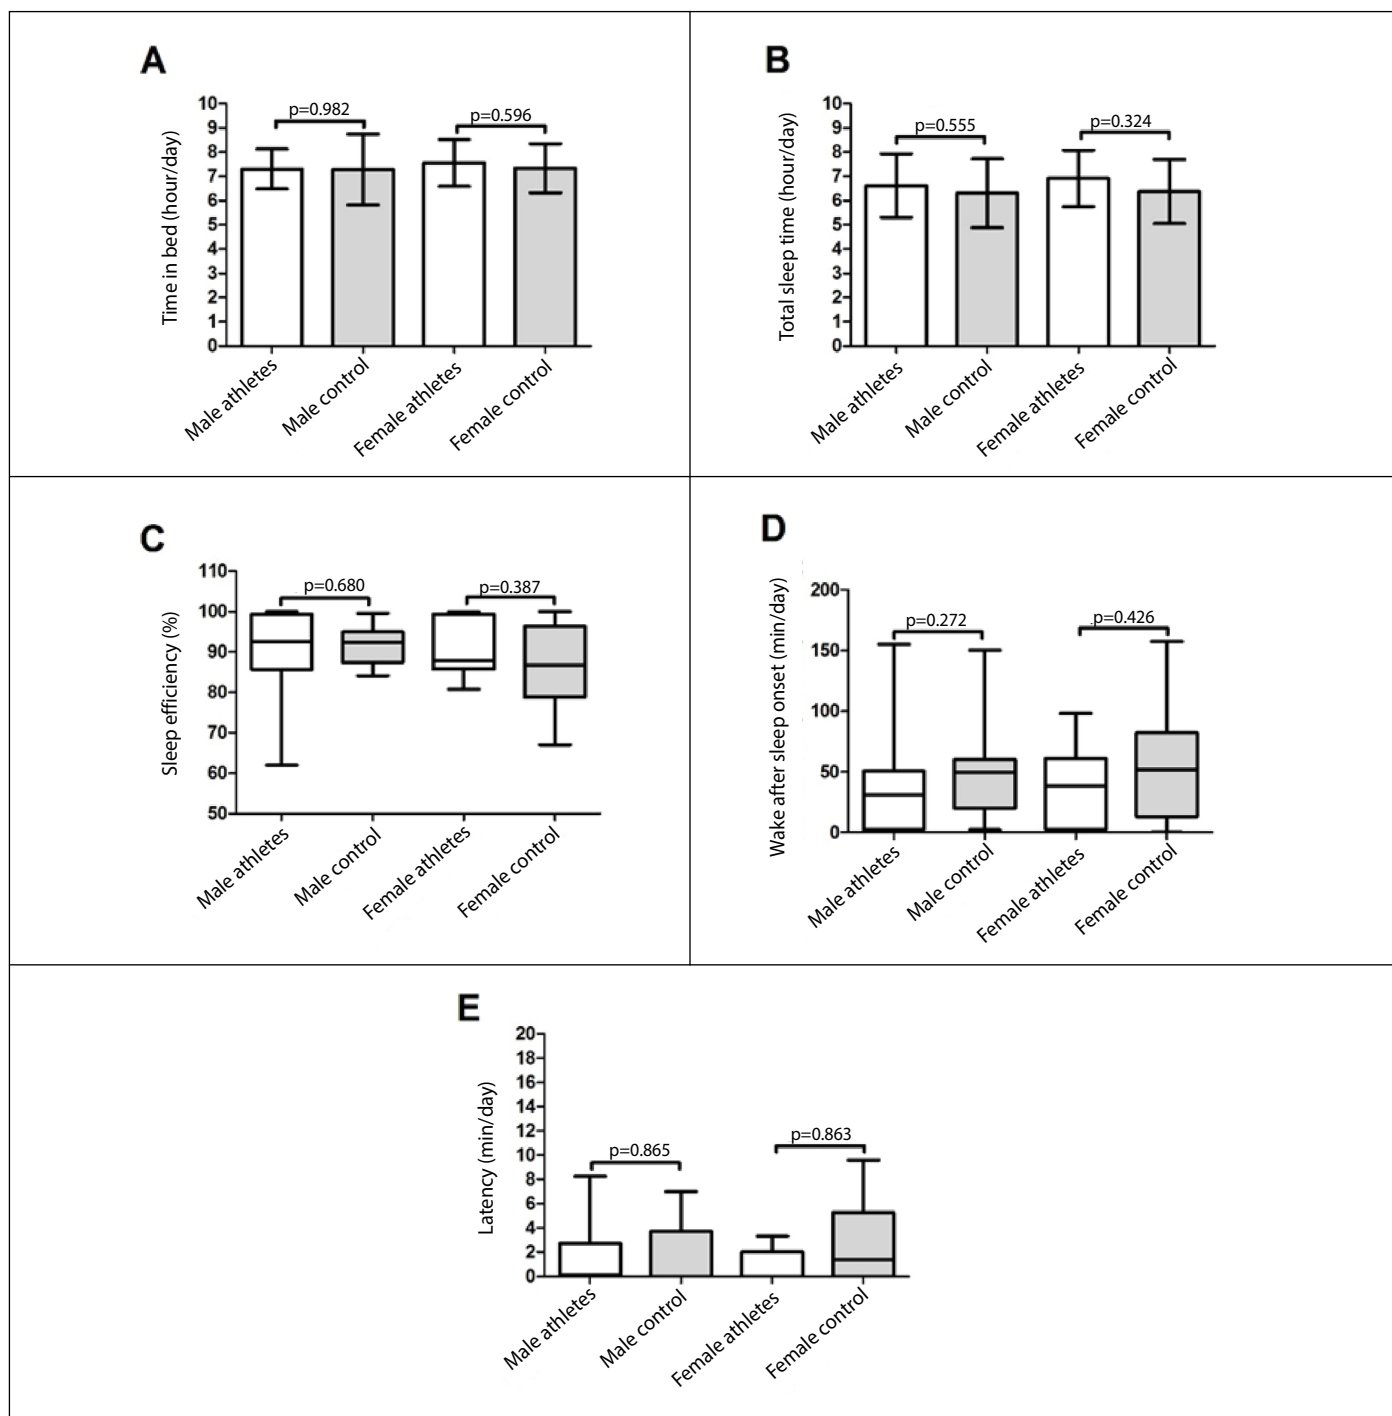 A
p=0.982
p=0.596
Time in bed (hour/day)
10
9
8
7
6
5
4
3
2
1
0
Male athletes
Male control
Female athletes
Female control
B
p=0.555
p=0.324
Total sleep time (hour/day)
10
9
8
7
6
5
4
3
2
1
0
Male athletes
Male control
Female athletes
Female control
C
p=0.680
p=0.387
Sleep efficiency (%)
110
100
90
80
70
60
50
Male athletes
Male control
Female athletes
Female control
D
p=0.272
p=0.426
Wake after sleep onset (min/day)
200
150
100
50
0
Male athletes
Male control
Female athletes
Female control
E
p=0.865
p=0.863
Latency (min/day)
20
18
16
14
12
10
8
6
4
2
0
Male athletes
Male control
Female athletes
Female control